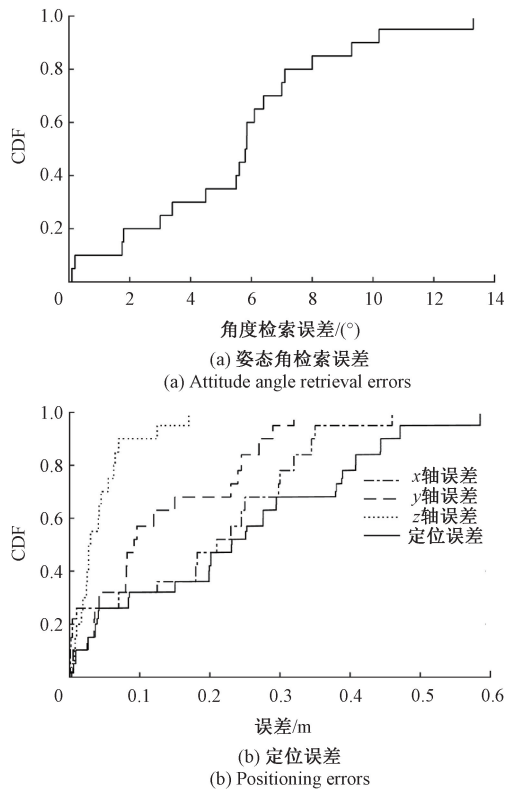 1.0
0.8
CDF
0.6
0.4
0.2
0 2 4 6 8 10 12 14
角度检索误差/(°)
(a) 姿态角检索误差
(a) Attitude angle retrieval errors
1.0
0.8
x轴误差
y轴误差
z轴误差
定位误差
CDF
0.6
0.4
0.2
0 0.1 0.2 0.3 0.4 0.5 0.6
误差/m
(b) 定位误差
(b) Positioning errors